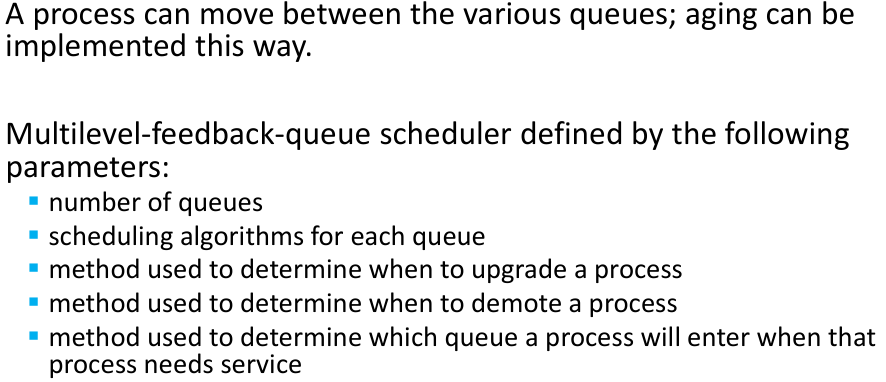 A process can move between the various queues; aging can be
implemented this way.
Multilevel-feedback-queue scheduler defined by the following
parameters:
▪ number of queues
▪ scheduling algorithms for each queue
▪ method used to determine when to upgrade a process
▪ method used to determine when to demote a process
▪ method used to determine which queue a process will enter when that
process needs service